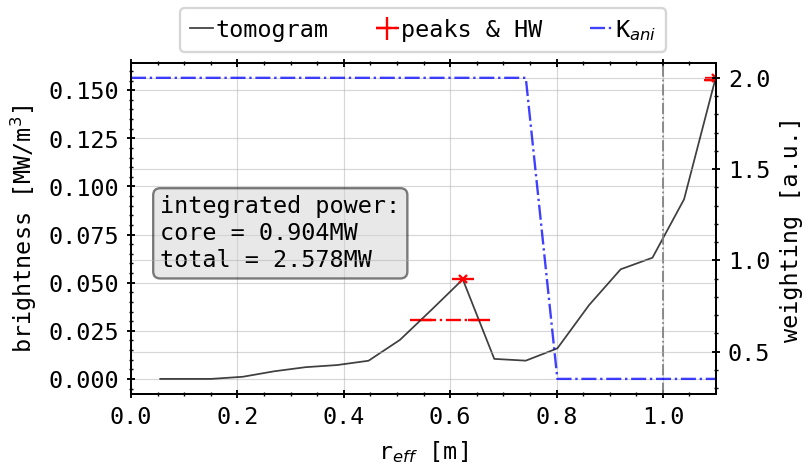 tomogram peaks & HW K_ani
brightness [MW/m³]
0.150
0.125
0.100
0.075
0.050
0.025
0.000
integrated power:
core = 0.904MW
total = 2.578MW
2.0
1.5
1.0
0.5
weighting [a.u.]
0.0 0.2 0.4 0.6 0.8 1.0
r_eff [m]